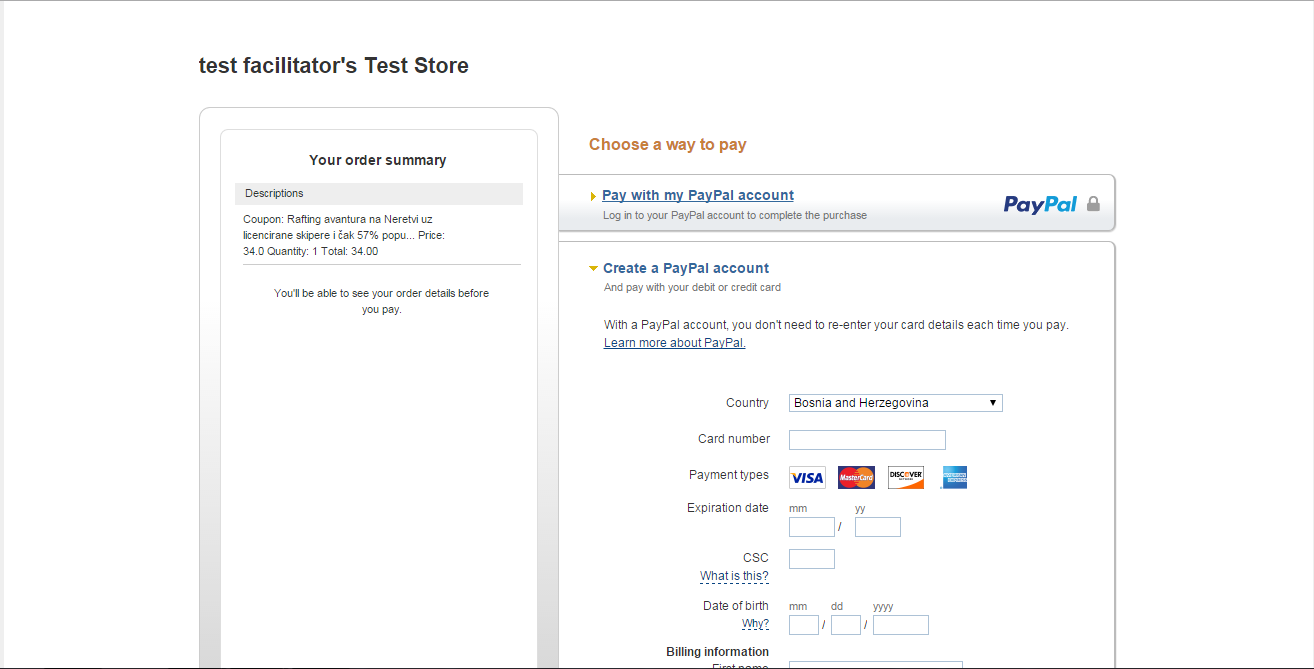 test facilitator's Test Store
Your order summary
Descriptions
Coupon: Rafting avantura na Neretvi uz
licencirane skipere i čak 57% popu... Price:
34.0 Quantity: 1 Total: 34.00
You'll be able to see your order details before
you pay.
Choose a way to pay
Pay with my PayPal account
Log in to your PayPal account to complete the purchase
PayPal
Create a PayPal account
And pay with your debit or credit card
With a PayPal account, you don't need to re-enter your card details each time you pay.
Learn more about PayPal.
Country Bosnia and Herzegovina
Card number
Payment types VISA MasterCard DISCOVER
Expiration date mm yy
/
CSC
What is this?
Date of birth mm dd yyyy
Why? / /
Billing information
First name